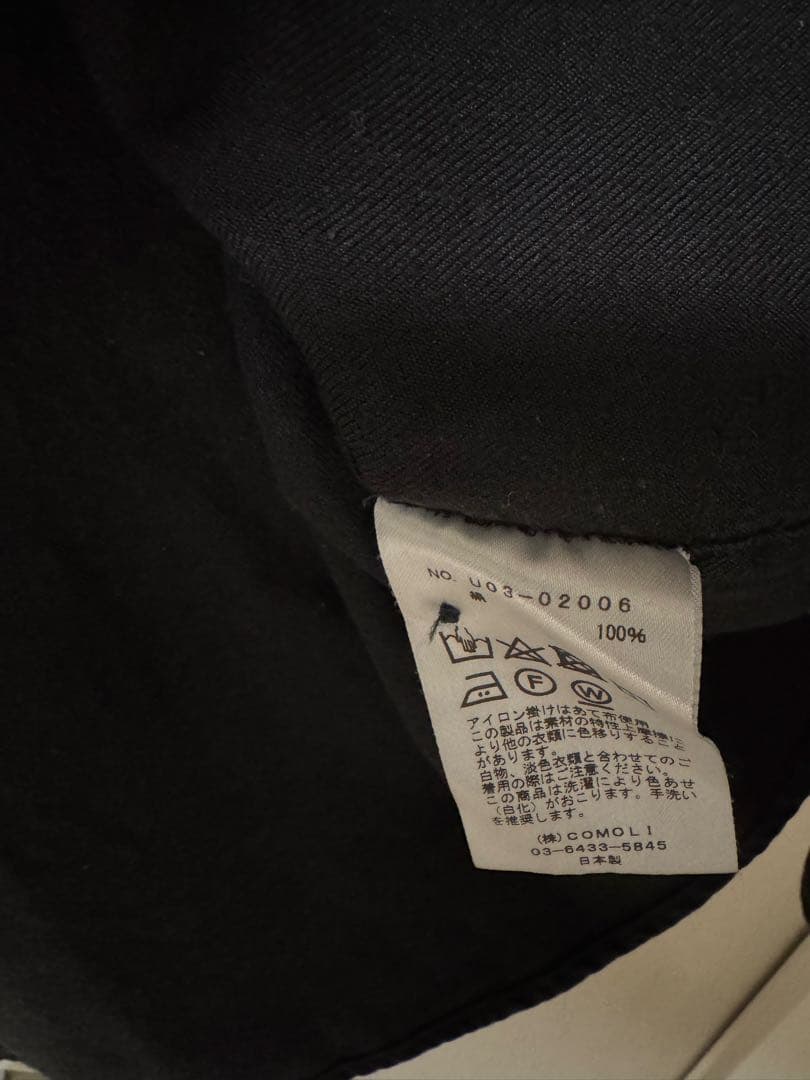 NO. U03-02006
綿 100%
F W
アイロン掛けはあて布使用
この製品は素材の特性上摩擦に
より他の衣類に色移りすること
があります。
白物、淡色衣類と合わせてのご
着用の際はご注意ください。
この商品は洗濯により色あせ
(白化)がおこります。手洗い
を推奨します。
(株)COMOLI
03-6433-5845
日本製